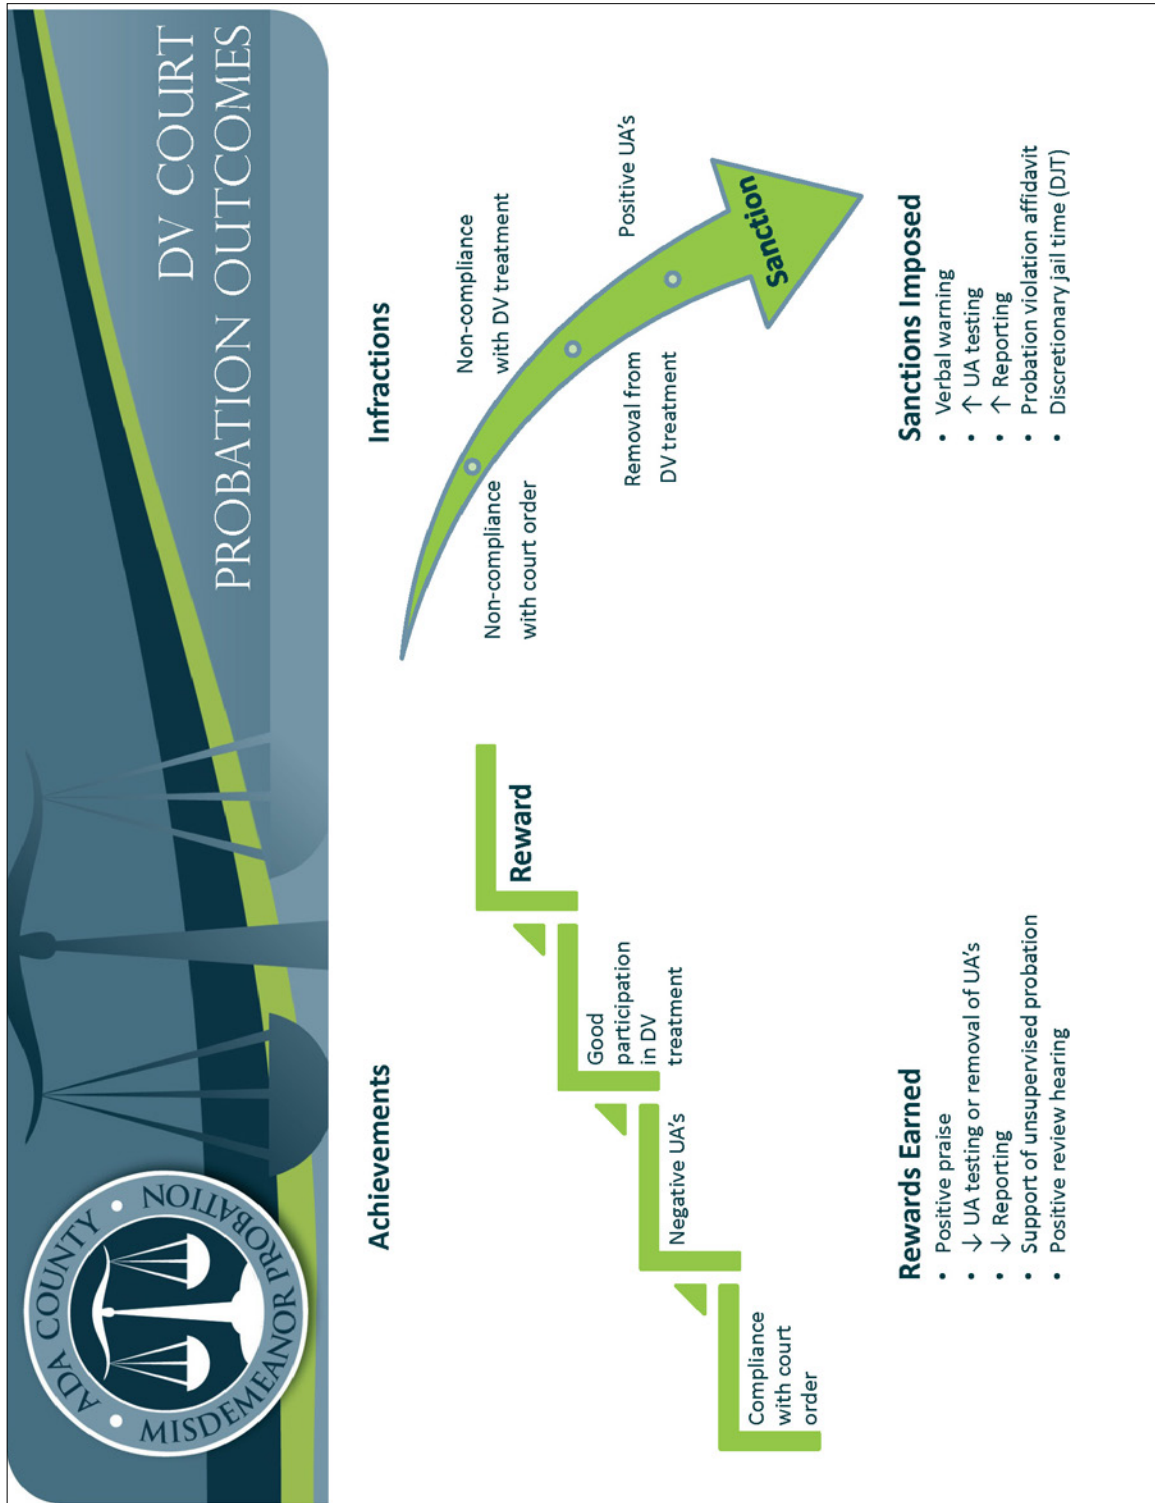 ADA COUNTY • MISDEMEANOR PROBATION •
DV COURT
PROBATION OUTCOMES
Achievements
Compliance
with court
order
Negative UA's
Good
participation
in DV
treatment
Reward
Rewards Earned
• Positive praise
• ↓ UA testing or removal of UA's
• ↓ Reporting
• Support of unsupervised probation
• Positive review hearing
Infractions
Non-compliance
with court order
Non-compliance
with DV treatment
Removal from
DV treatment
Positive UA's
Sanction
Sanctions Imposed
• Verbal warning
• ↑ UA testing
• ↑ Reporting
• Probation violation affidavit
• Discretionary jail time (DJT)